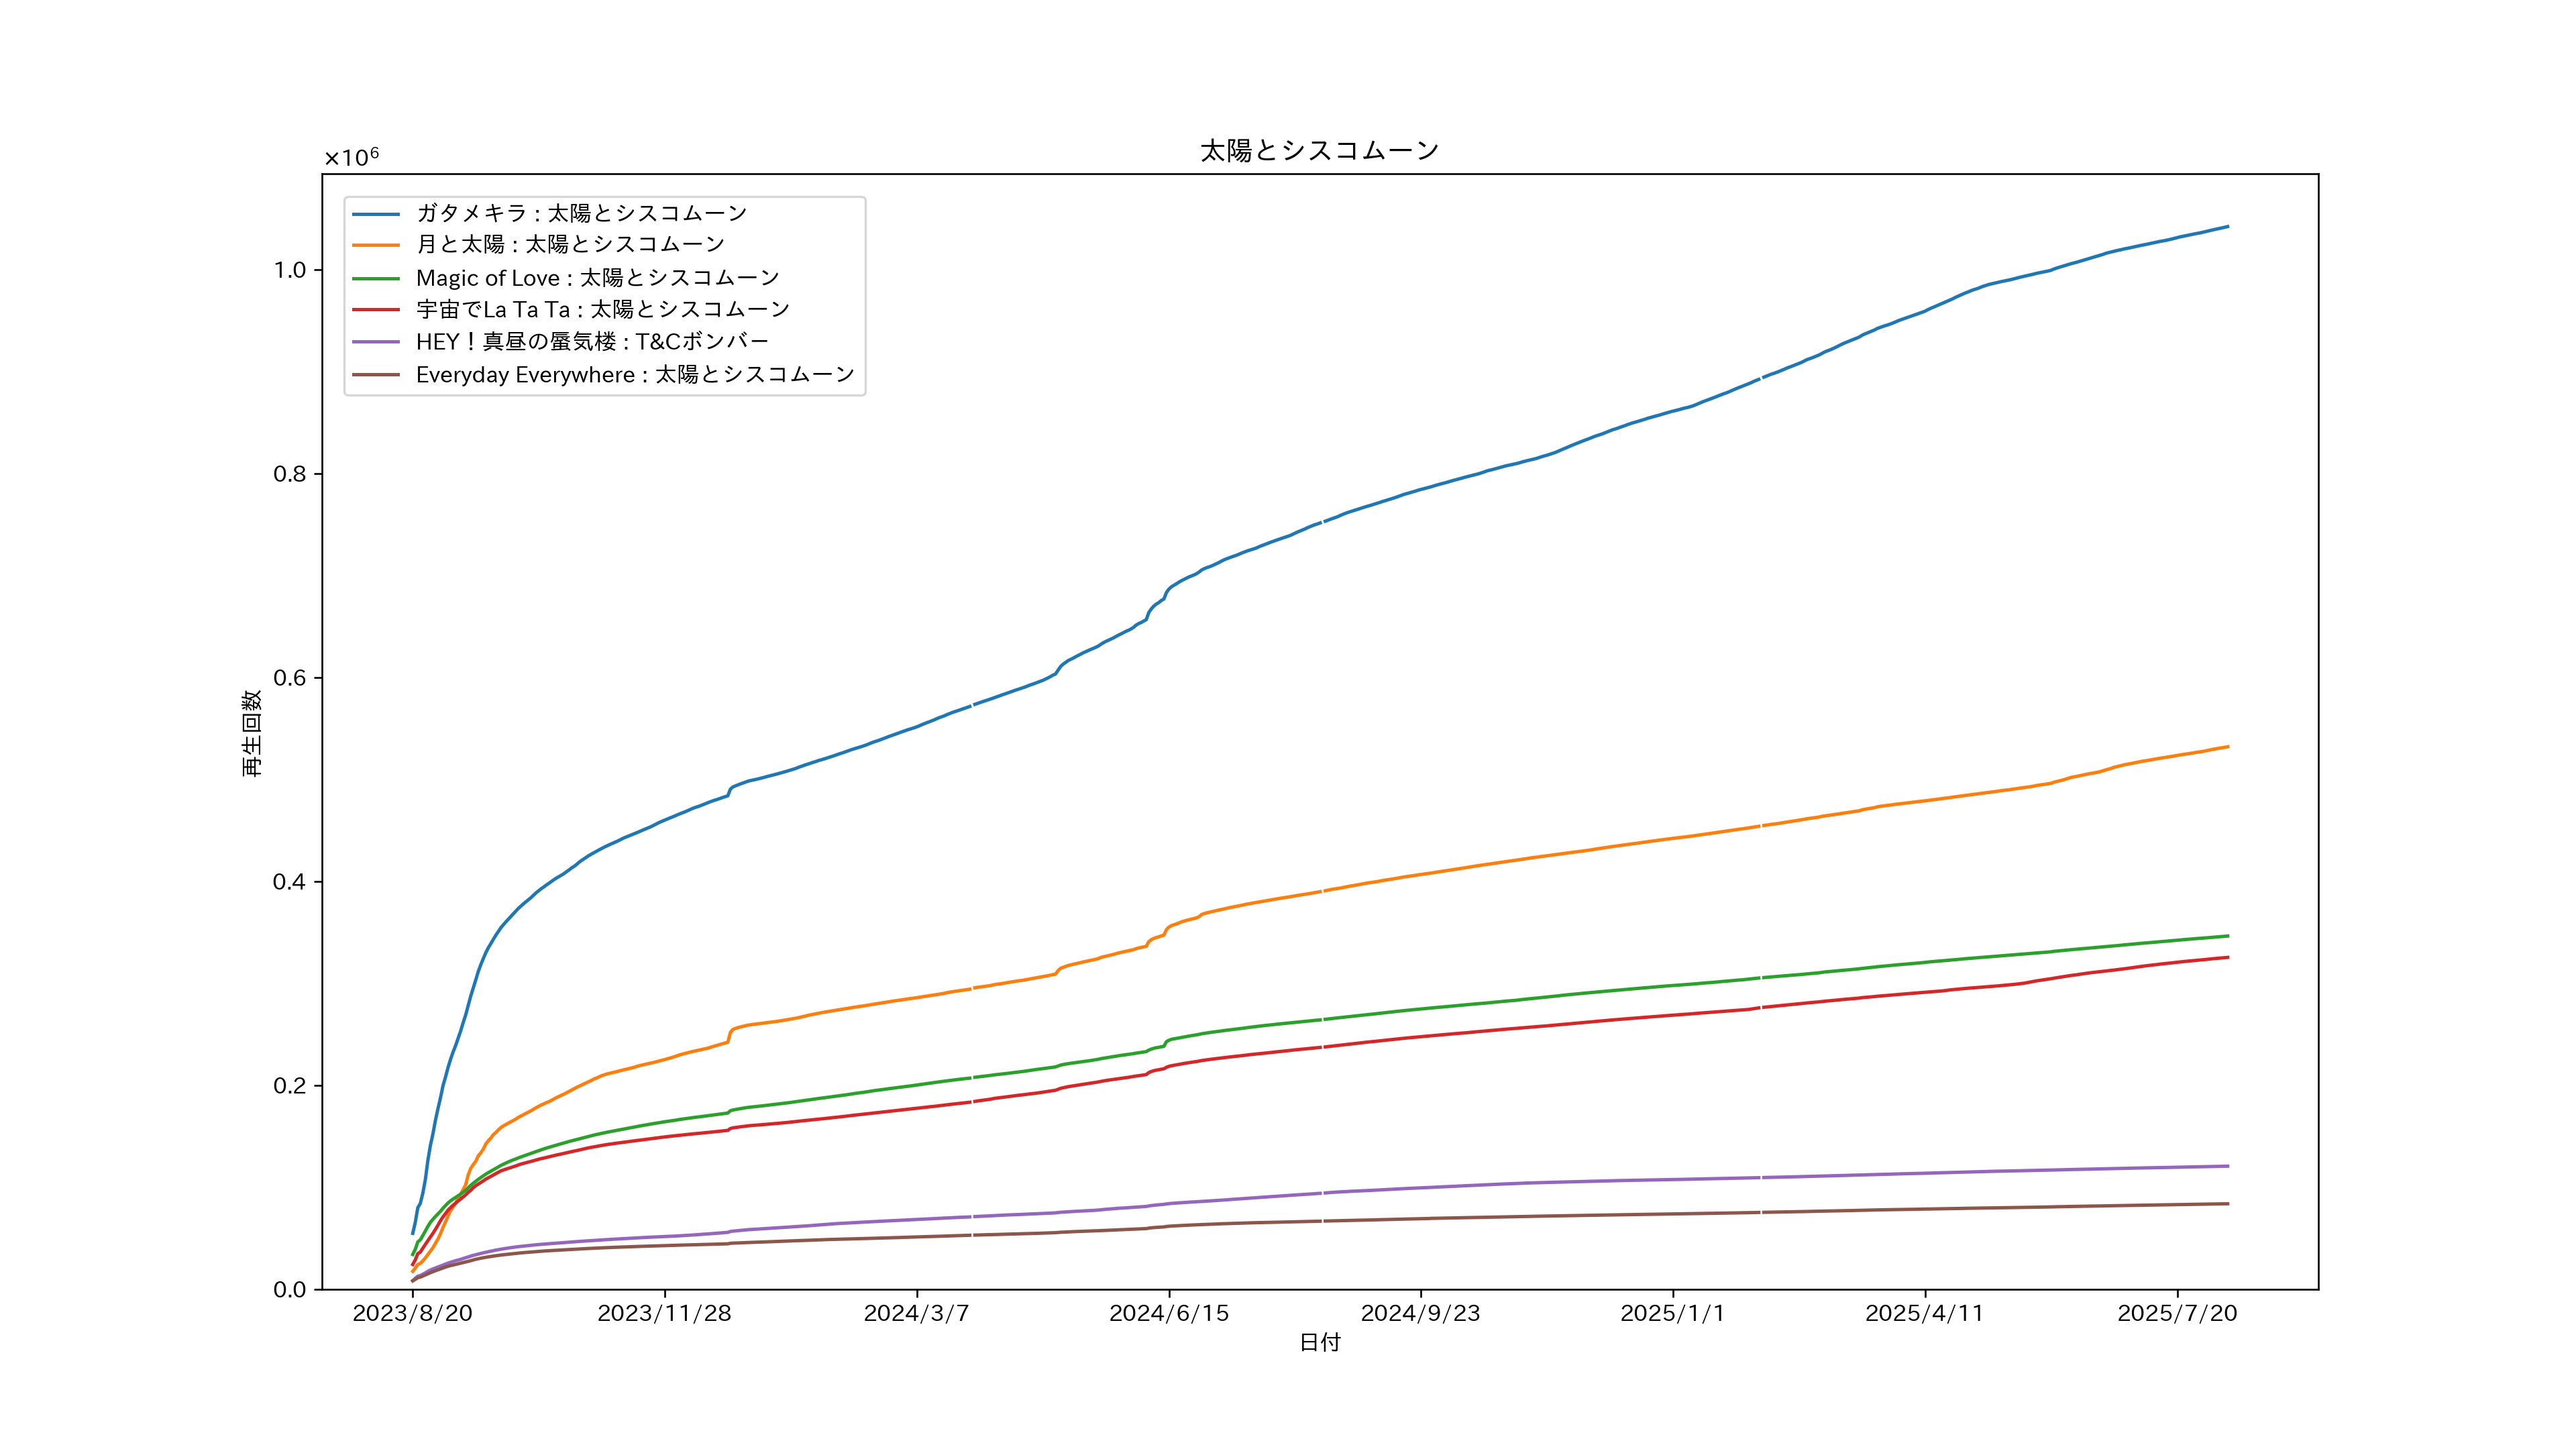 太陽とシスコムーン
×10⁶
ガタメキラ : 太陽とシスコムーン
月と太陽 : 太陽とシスコムーン
Magic of Love : 太陽とシスコムーン
宇宙でLa Ta Ta : 太陽とシスコムーン
HEY！真昼の蜃気楼 : T&Cボンバー
Everyday Everywhere : 太陽とシスコムーン
1.0
0.8
0.6
0.4
0.2
0.0
再生回数
2023/8/20 2023/11/28 2024/3/7 2024/6/15 2024/9/23 2025/1/1 2025/4/11 2025/7/20
日付